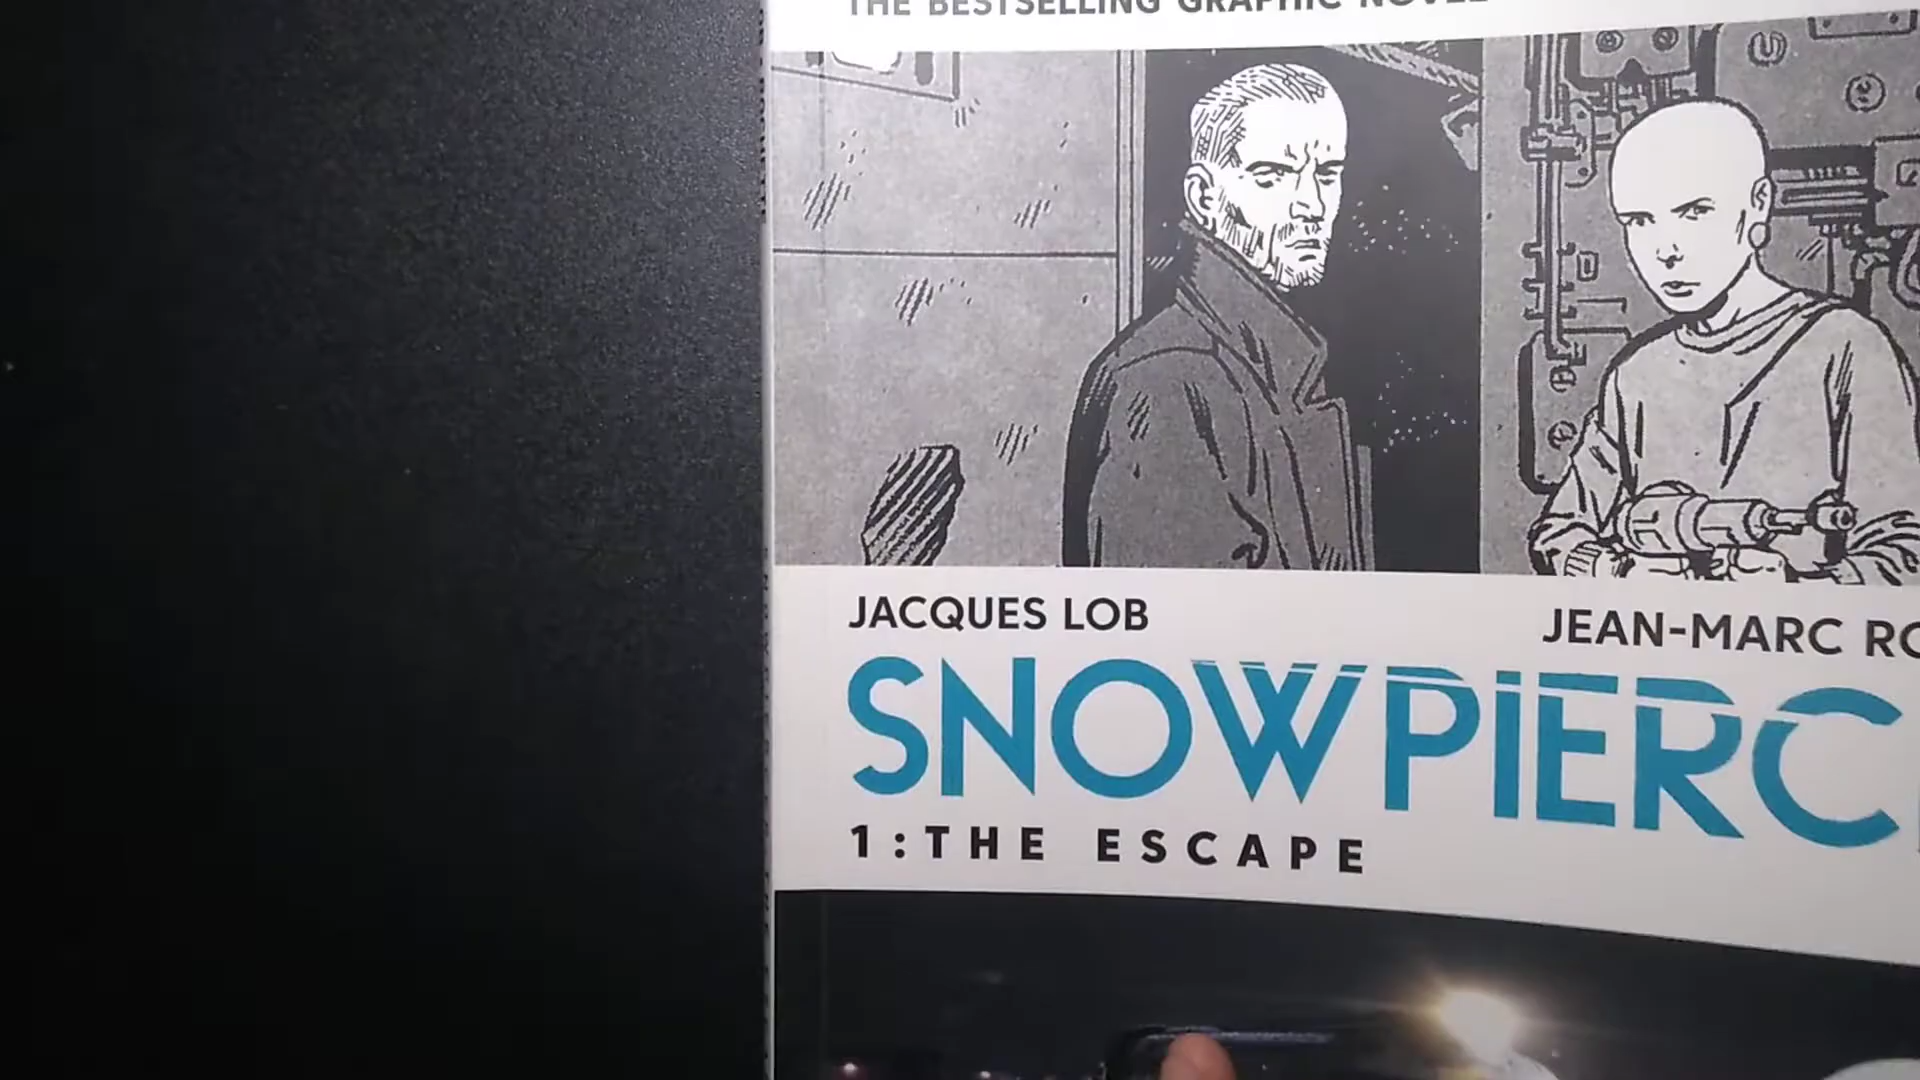 THE BESTSELLING GRAPHIC NOVEL
JACQUES LOB
JEAN-MARC RO
SNOWPIERC
1:THE ESCAPE